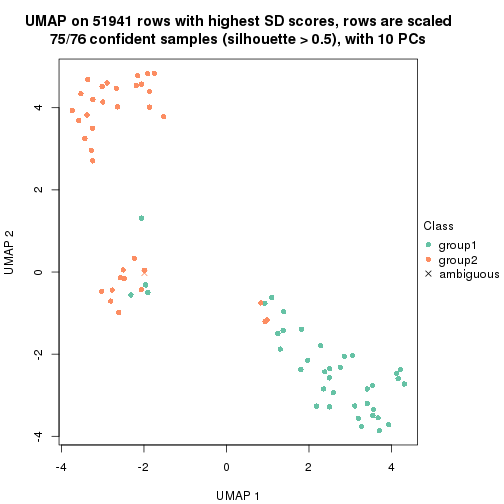 UMAP on 51941 rows with highest SD scores, rows are scaled
75/76 confident samples (silhouette > 0.5), with 10 PCs
4
2
0
-2
-4
UMAP 2
-4
-2
0
2
4
UMAP 1
Class
group1
group2
ambiguous